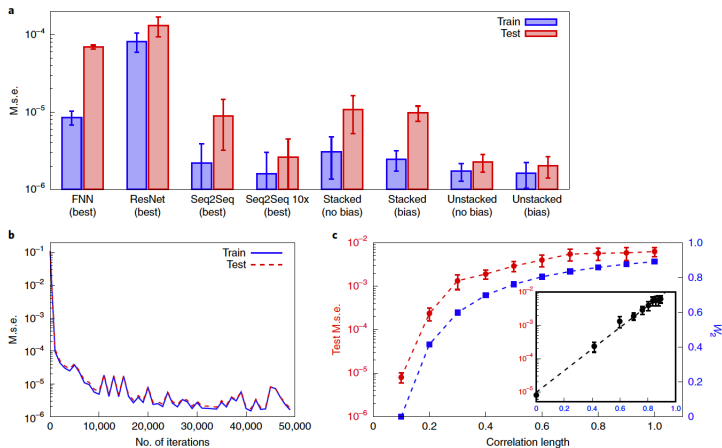 a
Train
Test
10⁻⁴
10⁻⁵
10⁻⁶
M.s.e.
FNN
(best)
ResNet
(best)
Seq2Seq
(best)
Seq2Seq 10x
(best)
Stacked
(no bias)
Stacked
(bias)
Unstacked
(no bias)
Unstacked
(bias)
b
Train
Test
10⁻¹
10⁻²
10⁻³
10⁻⁴
10⁻⁵
10⁻⁶
M.s.e.
0 10,000 20,000 30,000 40,000 50,000
No. of iterations
c
10⁻²
10⁻³
10⁻⁴
10⁻⁵
10⁻⁶
Test M.s.e.
0 0.2 0.4 0.6 0.8 1.0
Correlation length
1.0
0.8
0.6
0.4
0.2
0
W₂
10⁻²
10⁻³
10⁻⁴
10⁻⁵
0 0.2 0.4 0.6 0.8 1.0